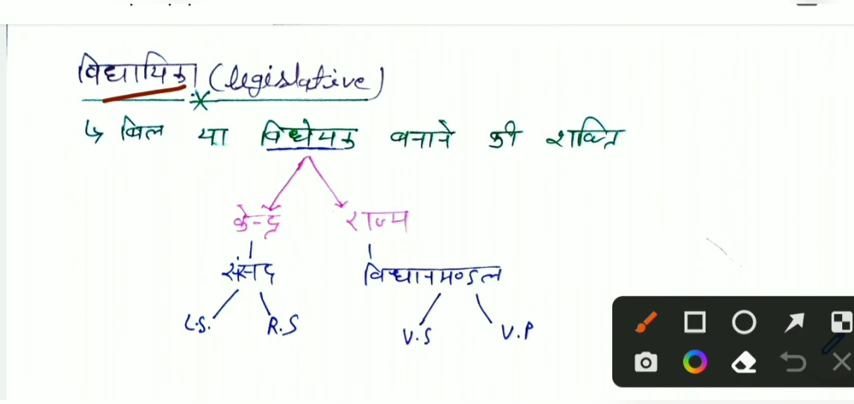 विधायिका (legislative)
↳ बिल या विधेयक बनाने की शक्ति
केन्द्र राज्य
संसद विधानमण्डल
L.S. R.S V.S V.P